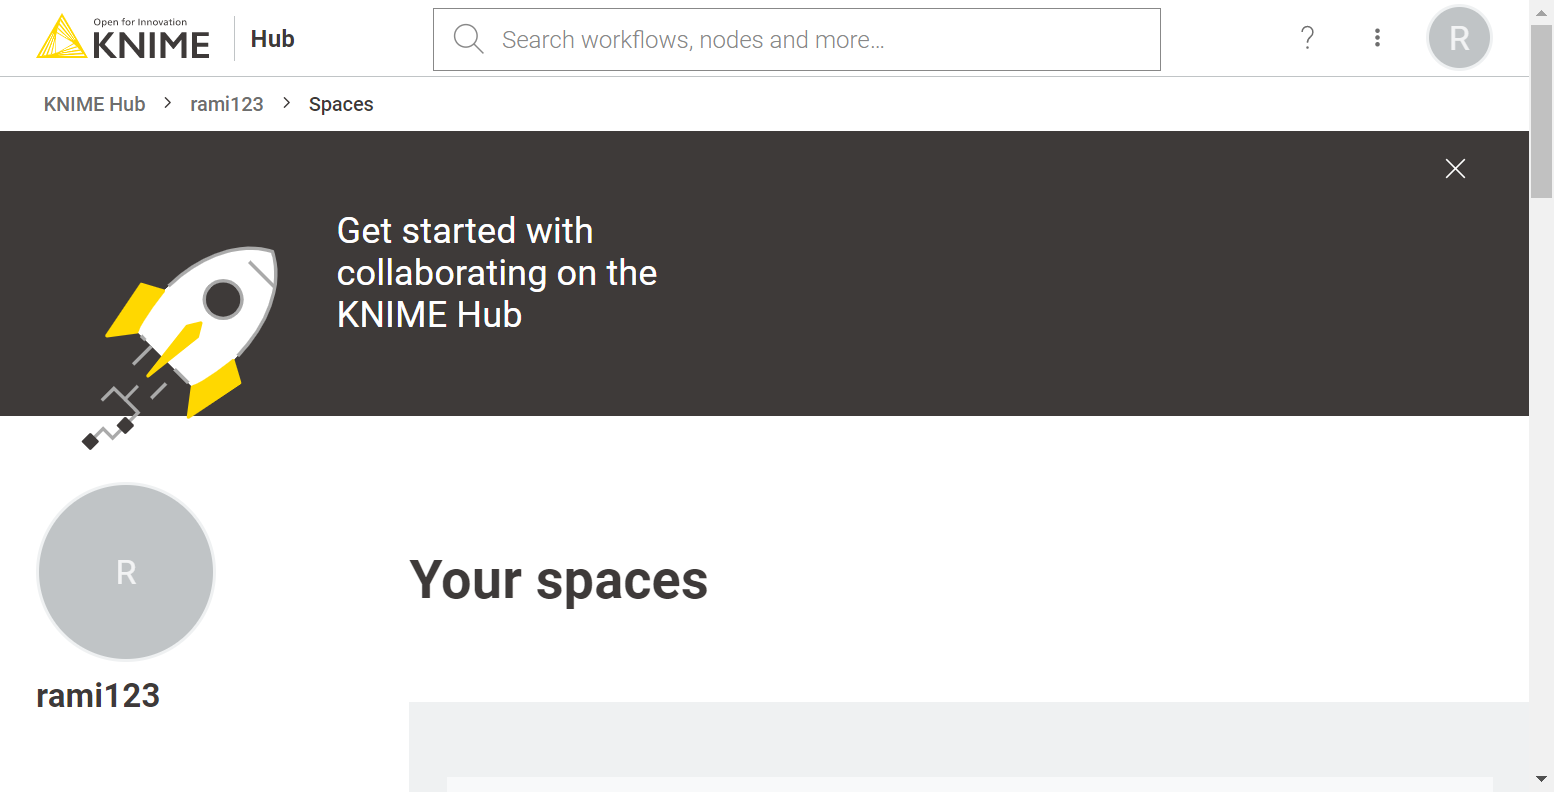 Open for Innovation
KNIME
Hub
Search workflows, nodes and more...
?
R
KNIME Hub > rami123 > Spaces
Get started with
collaborating on the
KNIME Hub
R
Your spaces
rami123